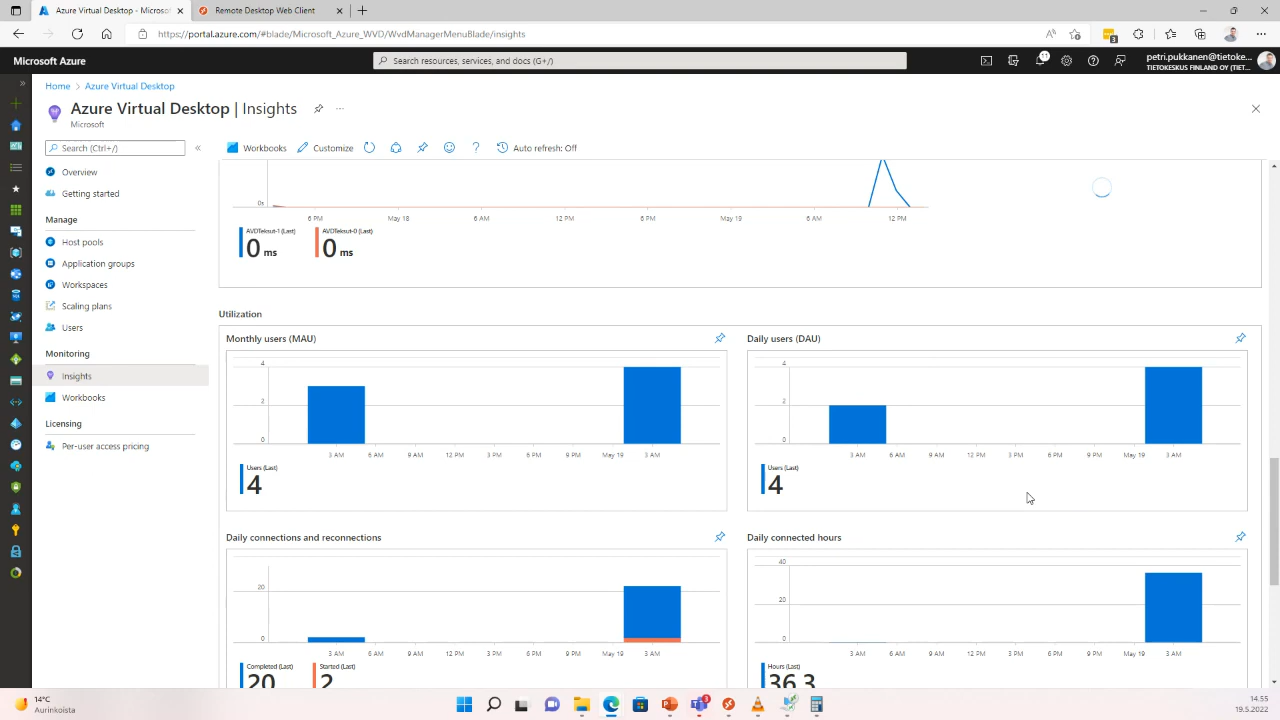 Azure Virtual Desktop - Microsof
Remote Desktop Web Client
https://portal.azure.com/#blade/Microsoft_Azure_WVD/WvdManagerMenuBlade/insights
Microsoft Azure
Search resources, services, and docs (G+/)
petri.pukkanen@tietoke...
TIETOKESKUS FINLAND OY (TIET...
Home > Azure Virtual Desktop
Azure Virtual Desktop | Insights
Microsoft
Search (Ctrl+/)
Overview
Getting started
Manage
Host pools
Application groups
Workspaces
Scaling plans
Users
Monitoring
Insights
Workbooks
Licensing
Per-user access pricing
Workbooks Customize Auto refresh: Off
0s
6 PM May 18 6 AM 12 PM 6 PM May 19 6 AM 12 PM
AVDTeksut-1 (Last) AVDTeksut-0 (Last)
0 ms 0 ms
Utilization
Monthly users (MAU)
4
2
0
3 AM 6 AM 9 AM 12 PM 3 PM 6 PM 9 PM May 19 3 AM
Users (Last)
4
Daily users (DAU)
4
2
0
3 AM 6 AM 9 AM 12 PM 3 PM 6 PM 9 PM May 19 3 AM
Users (Last)
4
Daily connections and reconnections
20
0
3 AM 6 AM 9 AM 12 PM 3 PM 6 PM 9 PM May 19 3 AM
Completed (Last) Started (Last)
20 2
Daily connected hours
40
20
0
3 AM 6 AM 9 AM 12 PM 3 PM 6 PM 9 PM May 19 3 AM
Hours (Last)
36.3
14°C
Aurinkoista
14.55
19.5.2022